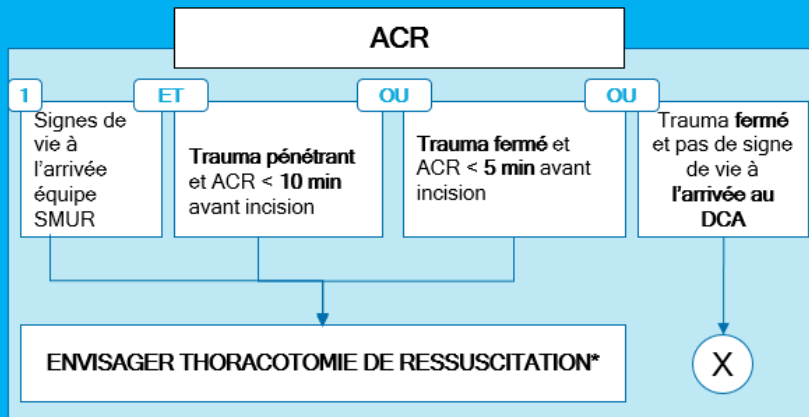 ACR
1
ET
OU
OU
Signes de
vie à
l'arrivée
équipe
SMUR
Trauma pénétrant
et ACR < 10 min
avant incision
Trauma fermé et
ACR < 5 min avant
incision
Trauma fermé
et pas de signe
de vie à
l'arrivée au
DCA
ENVISAGER THORACOTOMIE DE RESSUSCITATION*
X